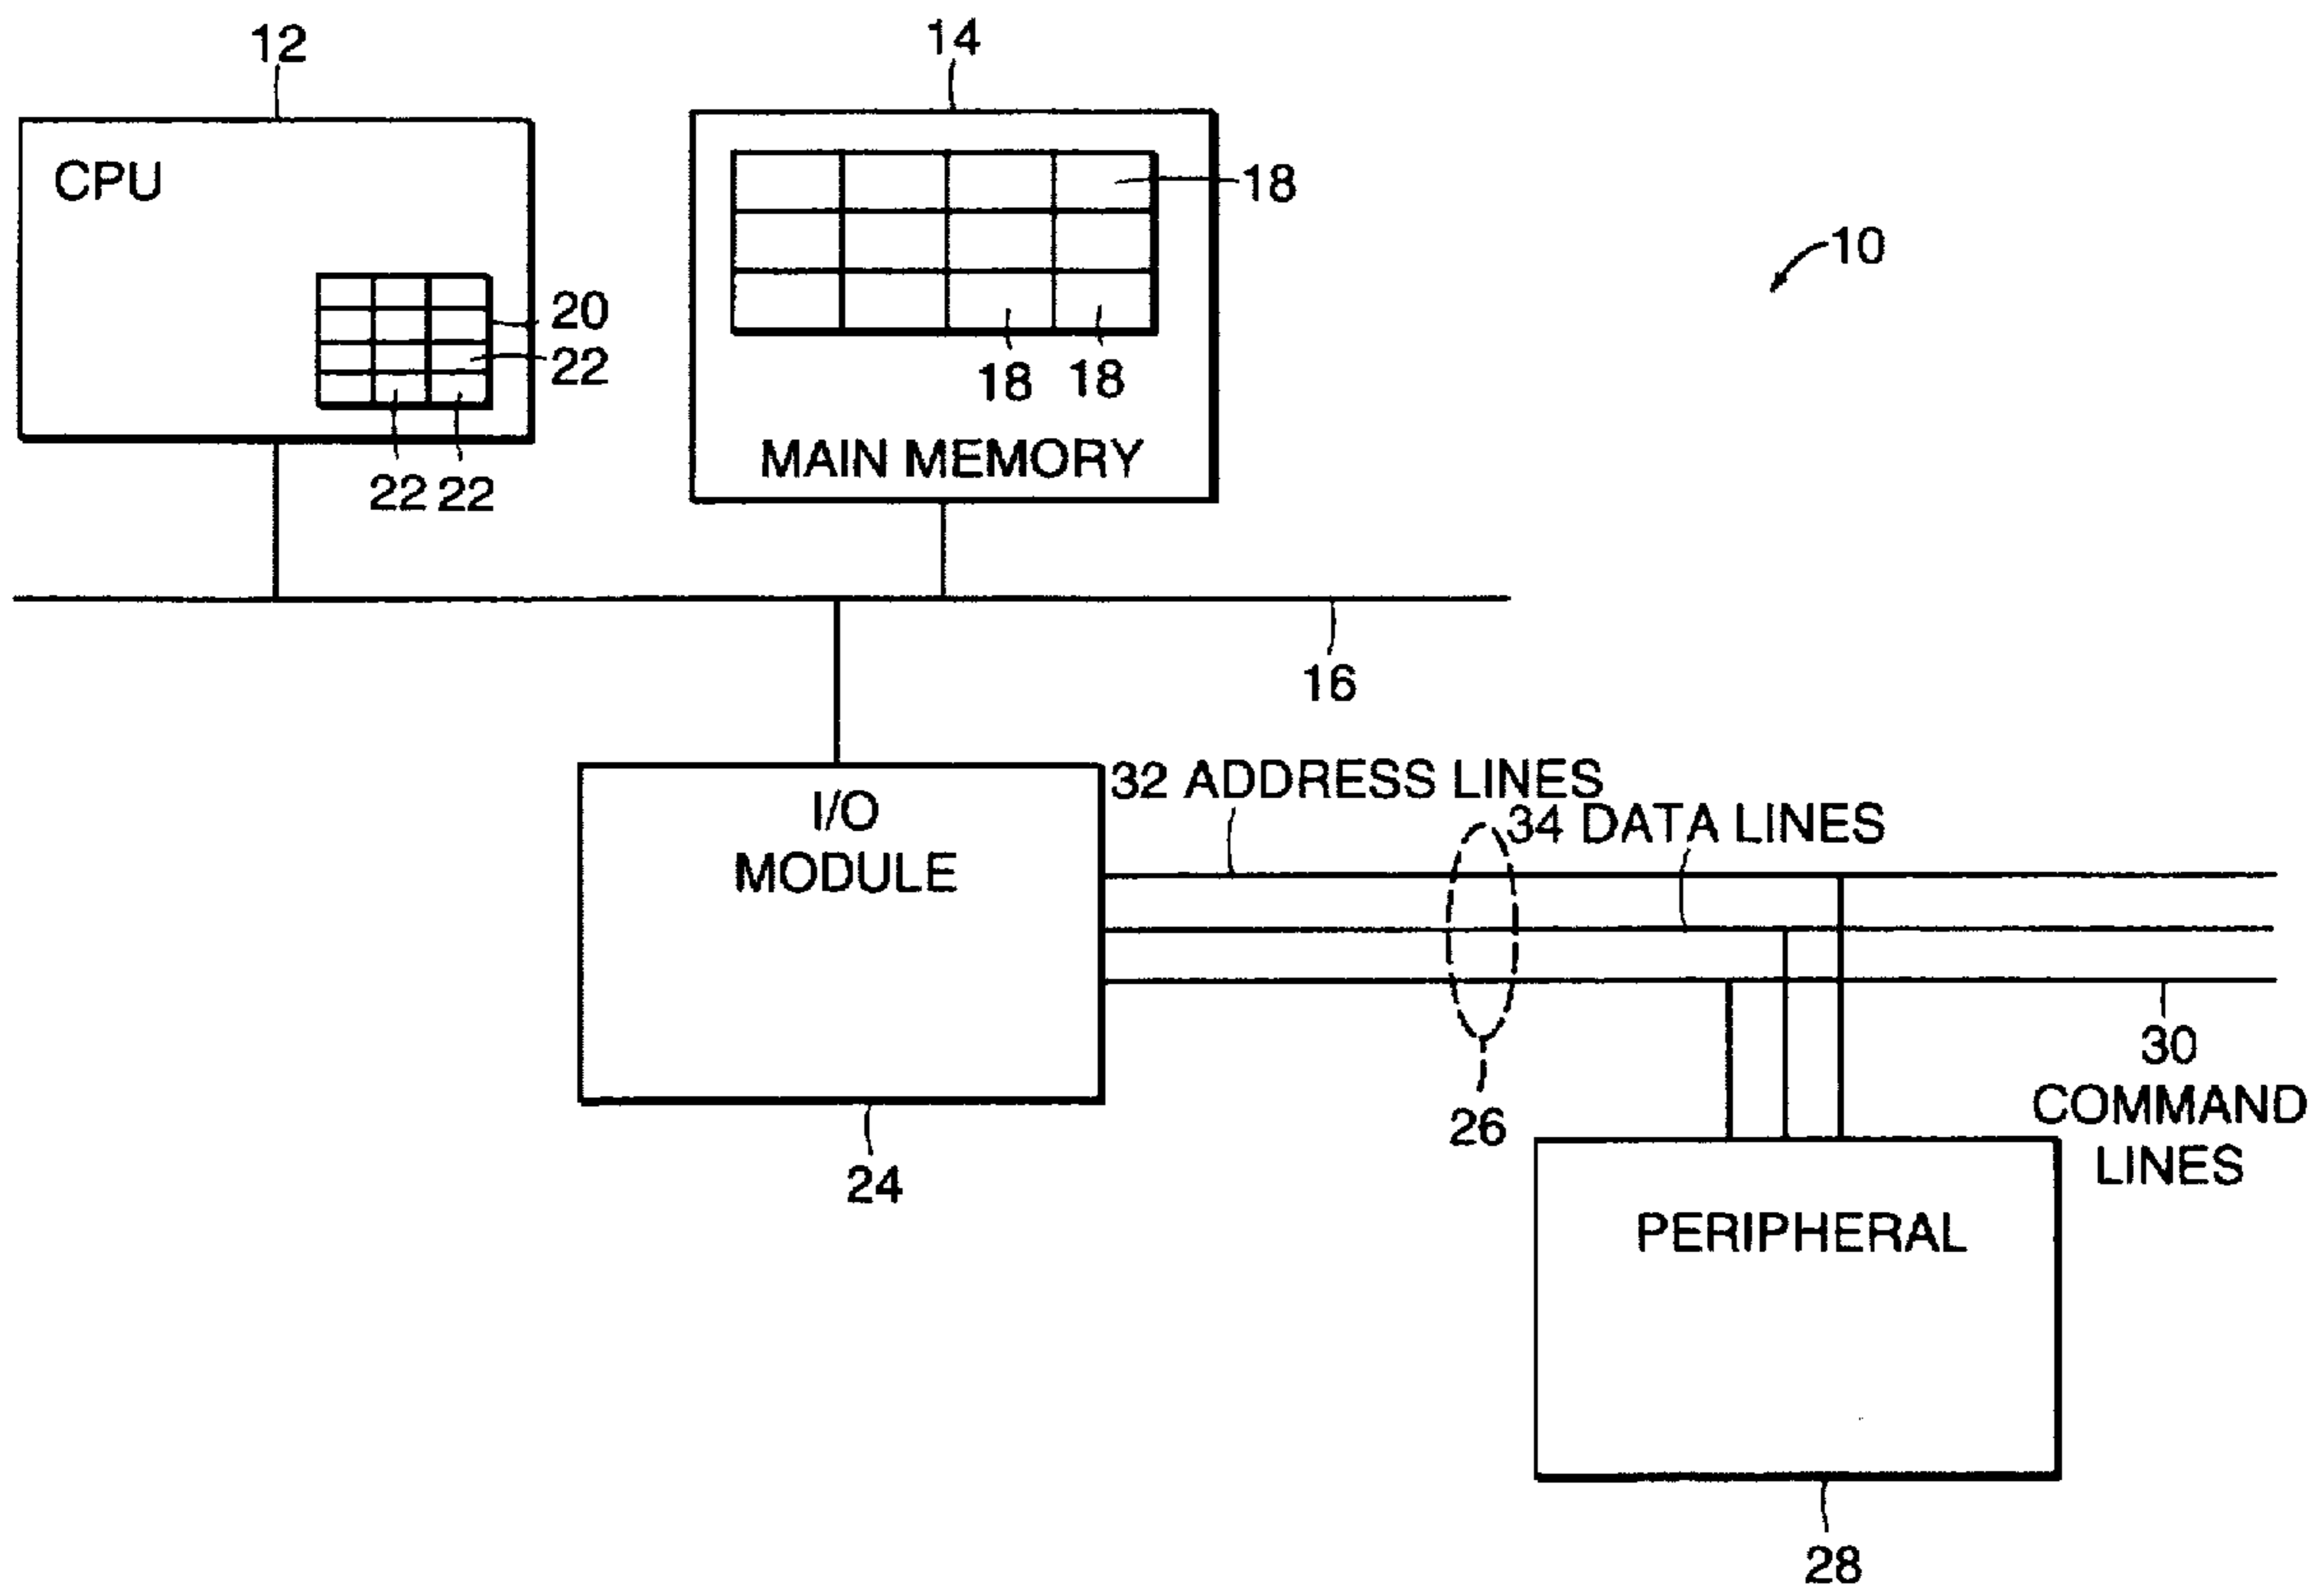 12
14
CPU
18
10
20
22
18 18
MAIN MEMORY
22 22
16
32 ADDRESS LINES
I/O
MODULE
34 DATA LINES
30
COMMAND
LINES
26
24
PERIPHERAL
28